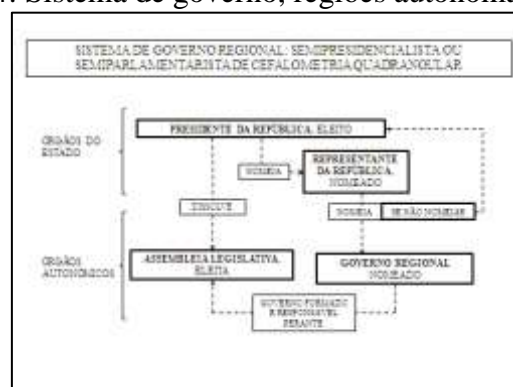 . Sistema de governo, regiões autónoma
SISTEMA DE GOVERNO REGIONAL: SEMIPRESIDENCIALISTA OU
SEMIPARLAMENTARISTA DE CEFALOMETRIA QUADRANGULAR
ÓRGÃOS DO
ESTADO
PRESIDENTE DA REPÚBLICA, ELEITO
NOMEIA
REPRESENTANTE
DA REPÚBLICA,
NOMEADO
DISSOLVE
NOMEIA
SE NÃO NOMEAR
ÓRGÃOS
AUTONÓMICOS
ASSEMBLEIA LEGISLATIVA,
ELEITA
GOVERNO REGIONAL
NOMEADO
GOVERNO FORMADO
E RESPONSÁVEL
PERANTE